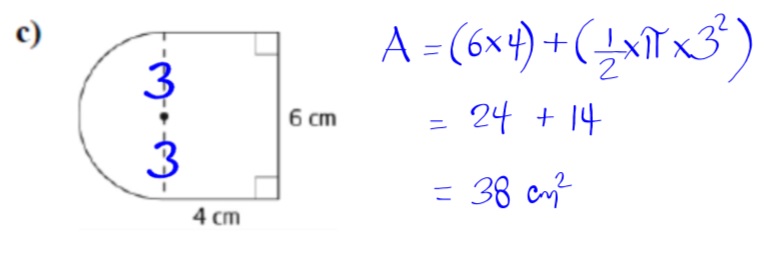 c)
3
3
6 cm
4 cm
A = (6×4) + (1/2 × π × 3²)
= 24 + 14
= 38 cm²